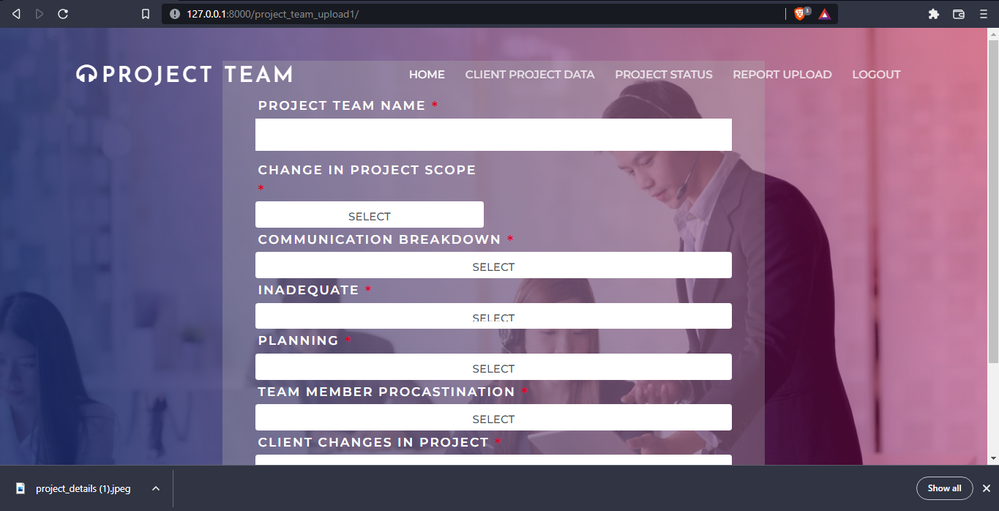 127.0.0.1:8000/project_team_upload1/
3
PROJECT TEAM
HOME CLIENT PROJECT DATA PROJECT STATUS REPORT UPLOAD LOGOUT
PROJECT TEAM NAME *
CHANGE IN PROJECT SCOPE
*
SELECT
COMMUNICATION BREAKDOWN *
SELECT
INADEQUATE *
SELECT
PLANNING *
SELECT
TEAM MEMBER PROCASTINATION *
SELECT
CLIENT CHANGES IN PROJECT *
project_details (1).jpeg
Show all